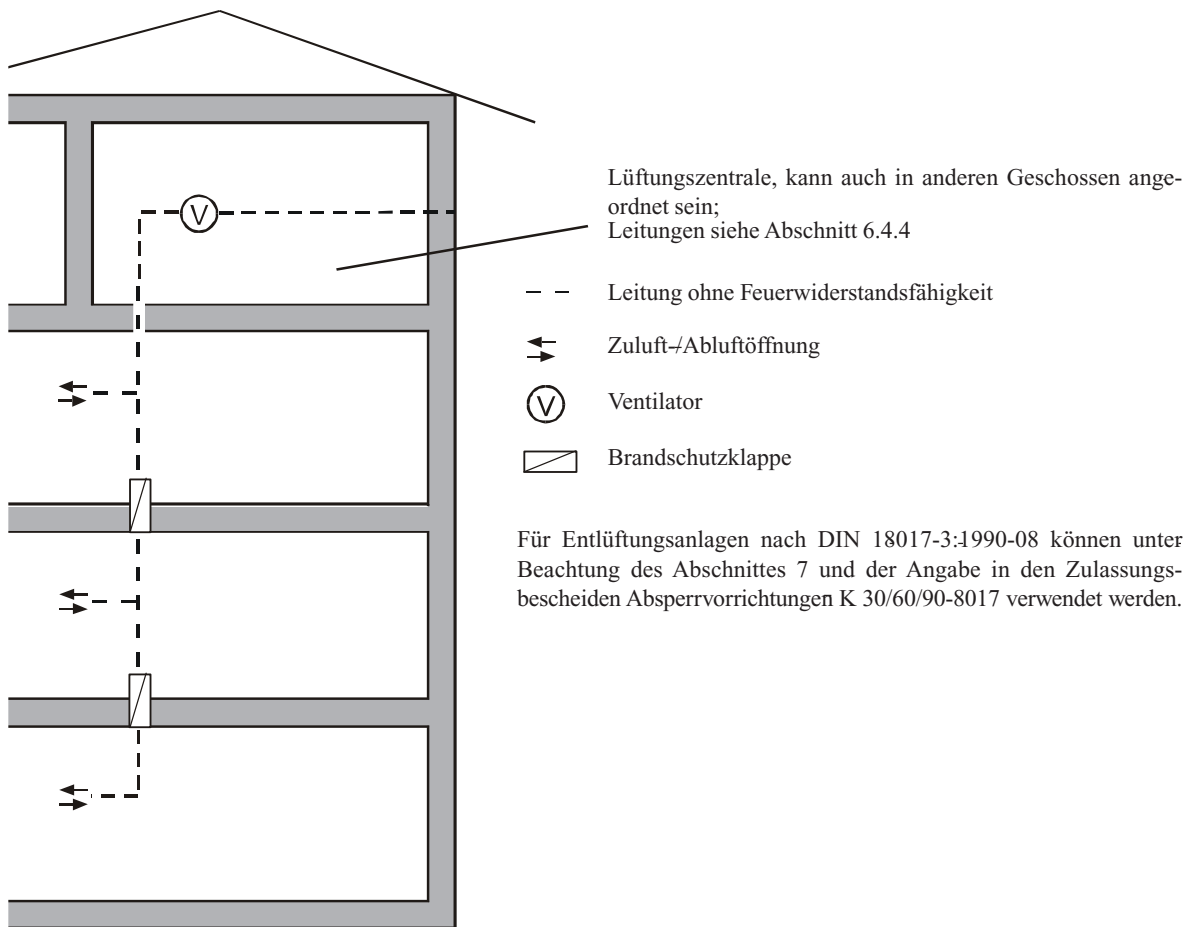 Lüftungszentrale, kann auch in anderen Geschossen ange-
ordnet sein;
Leitungen siehe Abschnitt 6.4.4
V
Leitung ohne Feuerwiderstandsfähigkeit
Zuluft-/Abluftöffnung
V Ventilator
Brandschutzklappe
Für Entlüftungsanlagen nach DIN 18017-3:1990-08 können unter
Beachtung des Abschnittes 7 und der Angabe in den Zulassungs-
bescheiden Absperrvorrichtungen K 30/60/90-8017 verwendet werden.